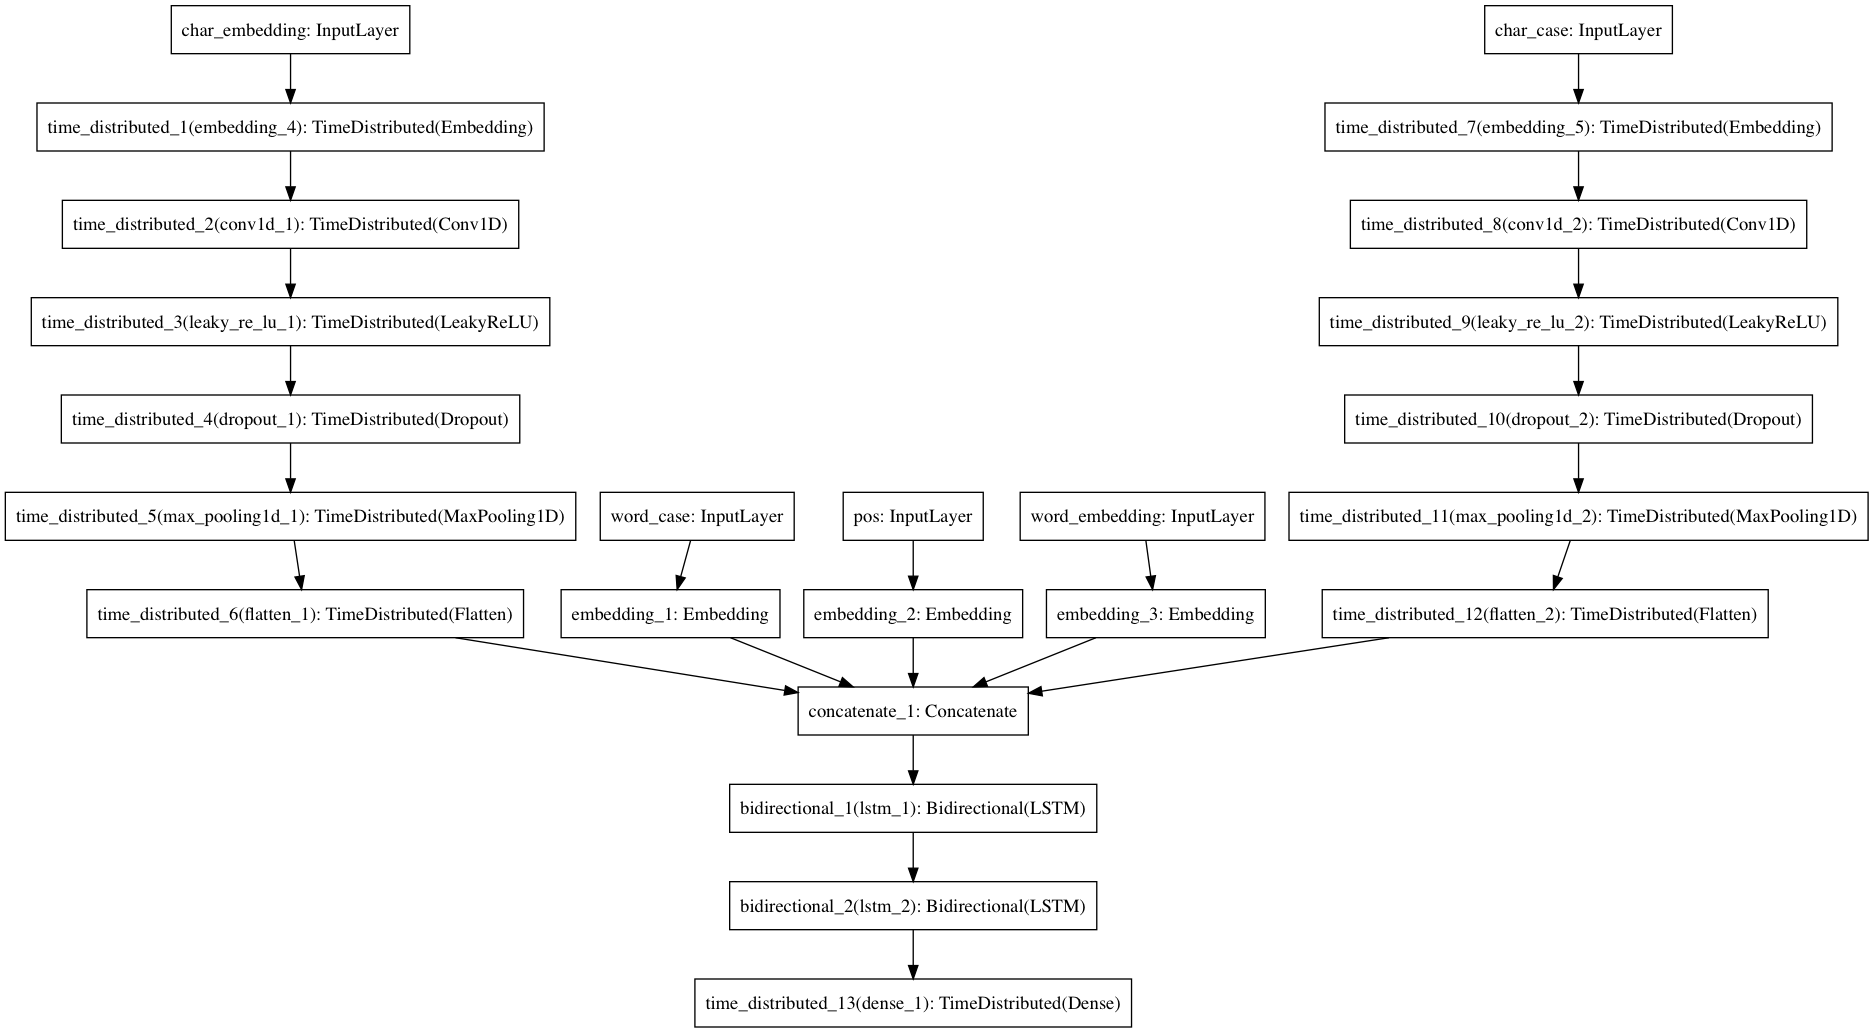 char_embedding: InputLayer
char_case: InputLayer
time_distributed_1(embedding_4): TimeDistributed(Embedding)
time_distributed_7(embedding_5): TimeDistributed(Embedding)
time_distributed_2(conv1d_1): TimeDistributed(Conv1D)
time_distributed_8(conv1d_2): TimeDistributed(Conv1D)
time_distributed_3(leaky_re_lu_1): TimeDistributed(LeakyReLU)
time_distributed_9(leaky_re_lu_2): TimeDistributed(LeakyReLU)
time_distributed_4(dropout_1): TimeDistributed(Dropout)
time_distributed_10(dropout_2): TimeDistributed(Dropout)
time_distributed_5(max_pooling1d_1): TimeDistributed(MaxPooling1D)
word_case: InputLayer
pos: InputLayer
word_embedding: InputLayer
time_distributed_11(max_pooling1d_2): TimeDistributed(MaxPooling1D)
time_distributed_6(flatten_1): TimeDistributed(Flatten)
embedding_1: Embedding
embedding_2: Embedding
embedding_3: Embedding
time_distributed_12(flatten_2): TimeDistributed(Flatten)
concatenate_1: Concatenate
bidirectional_1(lstm_1): Bidirectional(LSTM)
bidirectional_2(lstm_2): Bidirectional(LSTM)
time_distributed_13(dense_1): TimeDistributed(Dense)